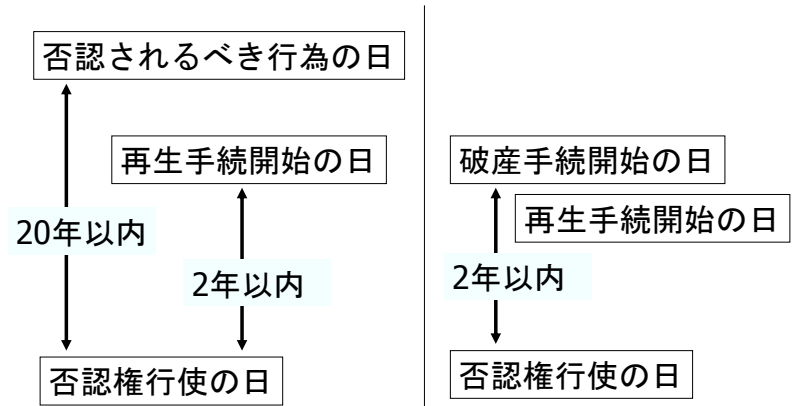 否認されるべき行為の日
再生手続開始の日
20年以内
2年以内
否認権行使の日
破産手続開始の日
再生手続開始の日
2年以内
否認権行使の日